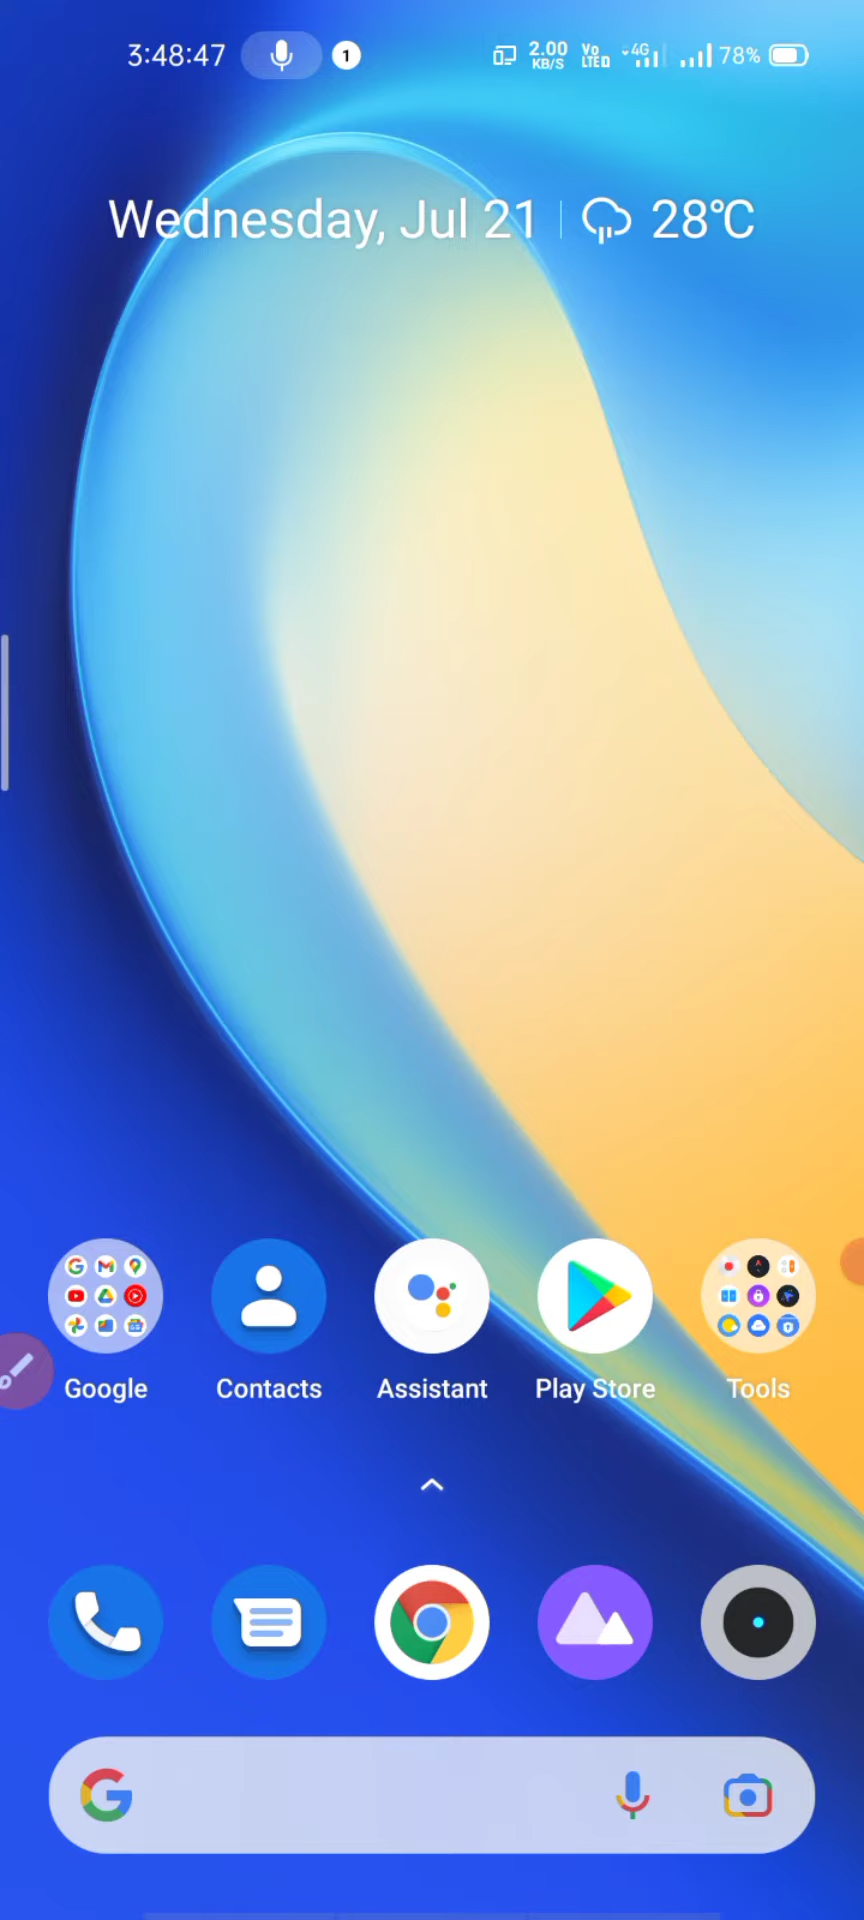 3:48:47 1 2.00 KB/S Vo LTE 4G 78%
Wednesday, Jul 21 28°C
Google Contacts Assistant Play Store Tools